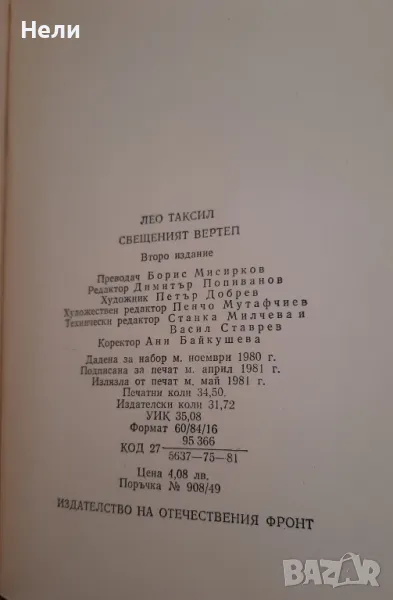 Нели
ЛЕО ТАКСИЛ
СВЕЩЕНИЯТ ВЕРТЕП
Второ издание
Преводач Борис Мисирков
Редактор Димитър Попиванов
Художник Петър Добрев
Художествен редактор Пенчо Мутафчиев
Технически редактор Станка Милчева и
Васил Ставрев
Коректор Ани Байкушева
Дадена за набор м. ноември 1980 г.
Подписана за печат м. април 1981 г.
Излязла от печат м. май 1981 г.
Печатни коли 34,50.
Издателски коли 31,72
УИК 35,08
Формат 60/84/16
95 366
КОД 27
5637—75—81
Цена 4,08 лв.
Поръчка № 908/49
ИЗДАТЕЛСТВО НА ОТЕЧЕСТВЕНИЯ ФРОНТ
BAZAR